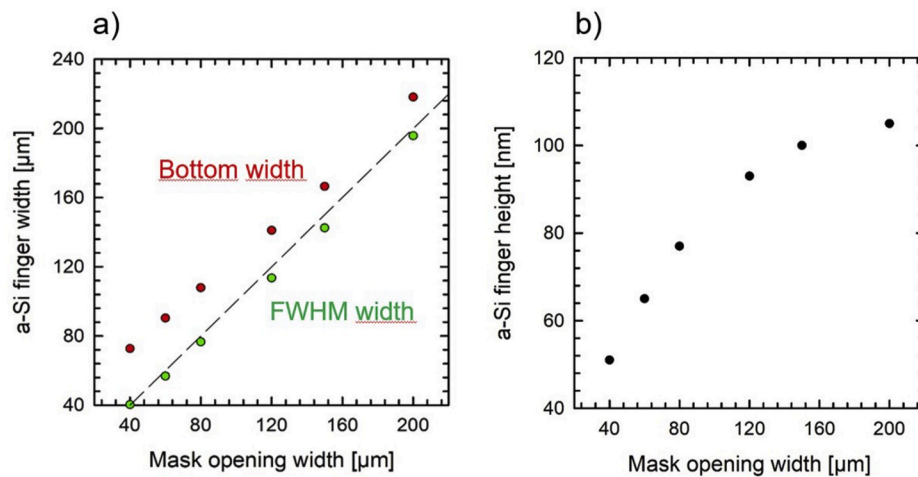 a)
240
200
160
120
80
40
a-Si finger width [µm]
Bottom width
FWHM width
40 80 120 160 200
Mask opening width [µm]
b)
120
100
80
60
40
a-Si finger height [nm]
40 80 120 160 200
Mask opening width [µm]